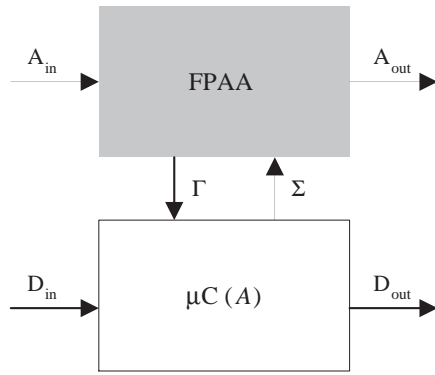 A_in FPAA A_out
Γ Σ
D_in μC (A) D_out